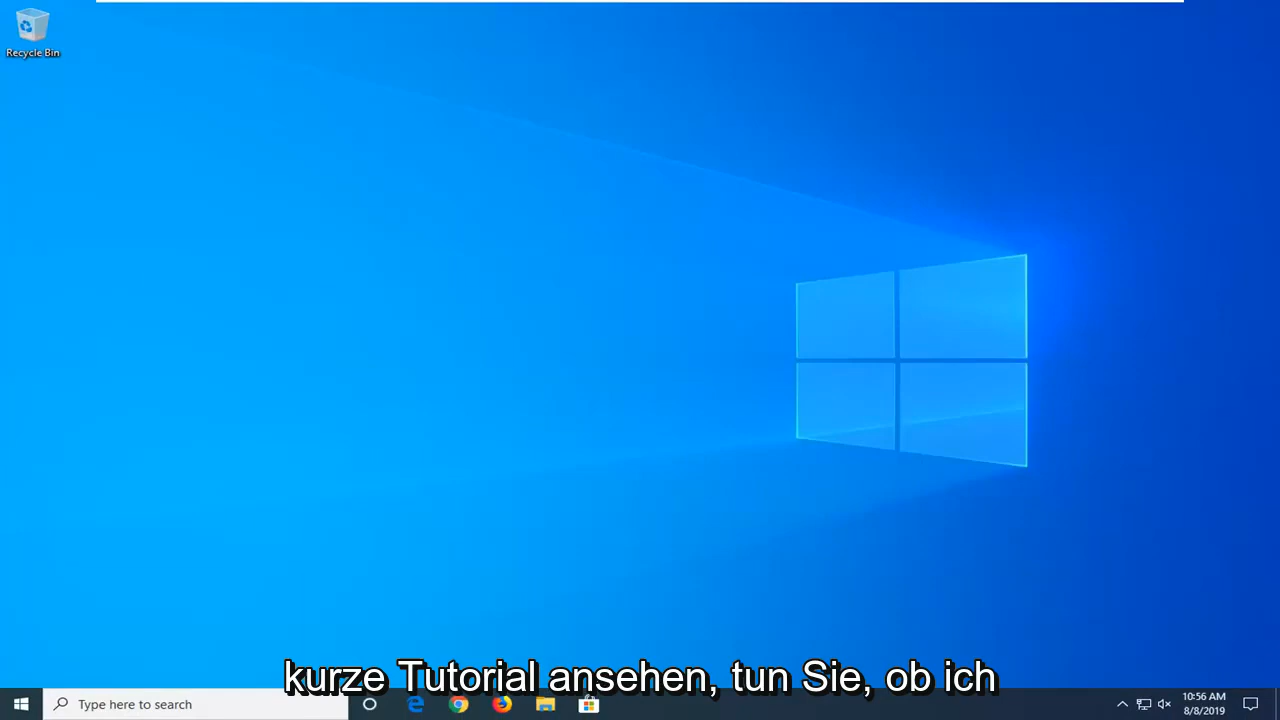 Recycle Bin
kurze Tutorial ansehen, tun Sie, ob ich
Type here to search
10:56 AM
8/8/2019